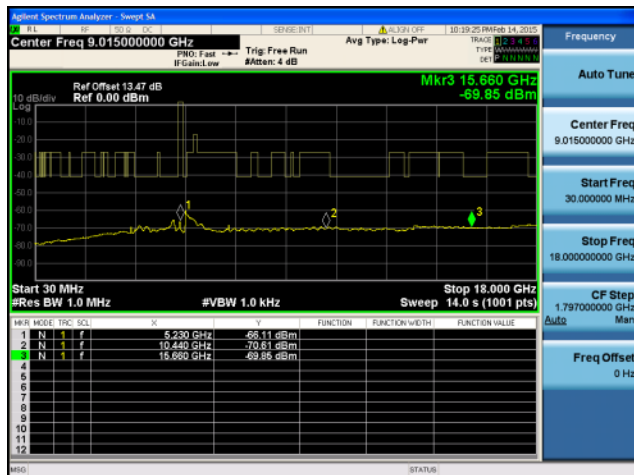 Agilent Spectrum Analyzer - Swept SA
RL RF 50 Ω DC SENSE:INT ALIGN OFF 10:19:25 PM Feb 14, 2015
Center Freq 9.015000000 GHz
PNO: Fast
IFGain:Low
Trig: Free Run
#Atten: 4 dB
Avg Type: Log-Pwr
TRACE 1 2 3 4 5 6
TYPE
DET P N N N N N
Ref Offset 13.47 dB
10 dB/div Ref 0.00 dBm
Log
Mkr3 15.660 GHz
-69.85 dBm
-10.0
-20.0
-30.0
-40.0
-50.0
-60.0
-70.0
-80.0
-90.0
1
2
3
Start 30 MHz Stop 18.000 GHz
#Res BW 1.0 MHz #VBW 1.0 kHz Sweep 14.0 s (1001 pts)
MKR MODE TRC SCL X Y FUNCTION FUNCTION WIDTH FUNCTION VALUE
1 N 1 f 5.230 GHz -66.11 dBm
2 N 1 f 10.440 GHz -70.61 dBm
3 N 1 f 15.660 GHz -69.85 dBm
4
5
6
7
8
9
10
11
12
MSG STATUS
Frequency
Auto Tune
Center Freq
9.015000000 GHz
Start Freq
30.000000 MHz
Stop Freq
18.000000000 GHz
CF Step
1.797000000 GHz
Auto Man
Freq Offset
0 Hz